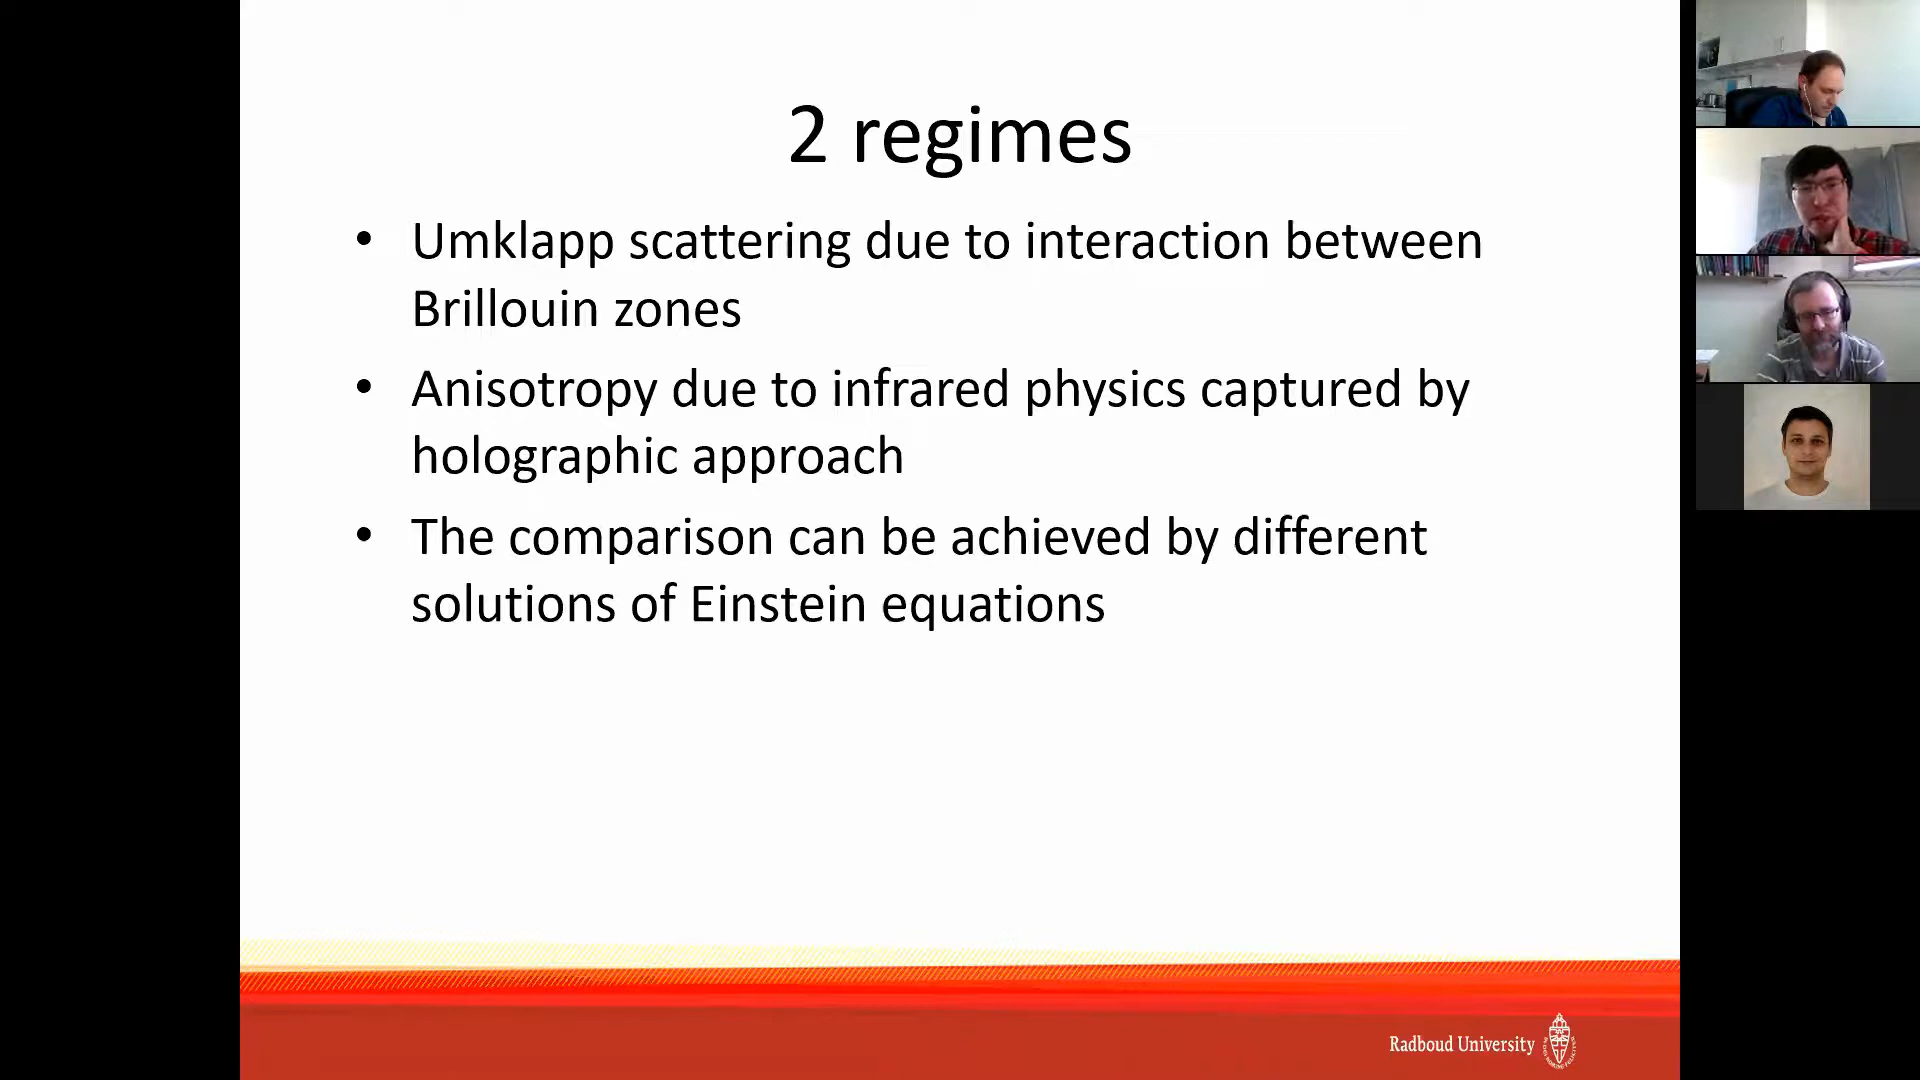 2 regimes
• Umklapp scattering due to interaction between
Brillouin zones
• Anisotropy due to infrared physics captured by
holographic approach
• The comparison can be achieved by different
solutions of Einstein equations
Radboud University